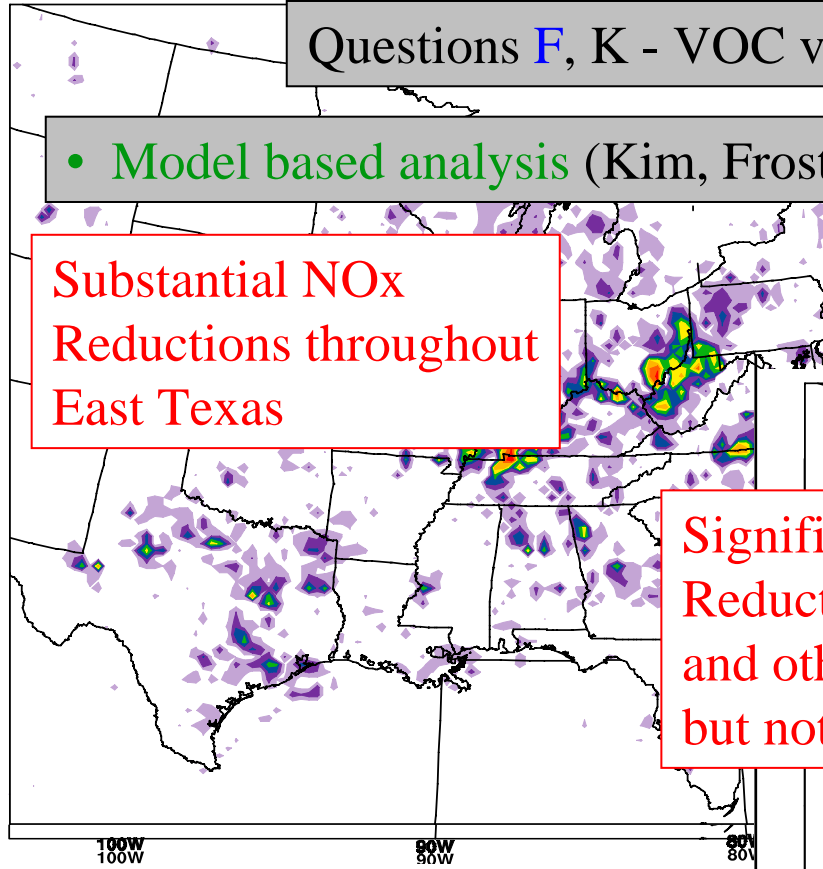 Questions F, K - VOC v
• Model based analysis (Kim, Frost
Substantial NOx
Reductions throughout
East Texas
Signifi
Reduct
and oth
but not
100W
100W
90W
90W
80W
80W